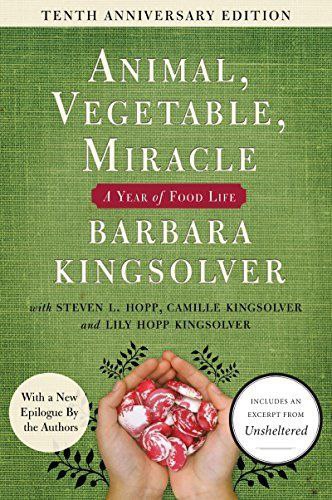 TENTH ANNIVERSARY EDITION
ANIMAL,
VEGETABLE,
MIRACLE
A YEAR of FOOD LIFE
BARBARA
KINGSOLVER
with STEVEN L. HOPP, CAMILLE KINGSOLVER
and LILY HOPP KINGSOLVER
With a New
Epilogue By
the Authors
INCLUDES
AN EXCERPT FROM
Unsheltered